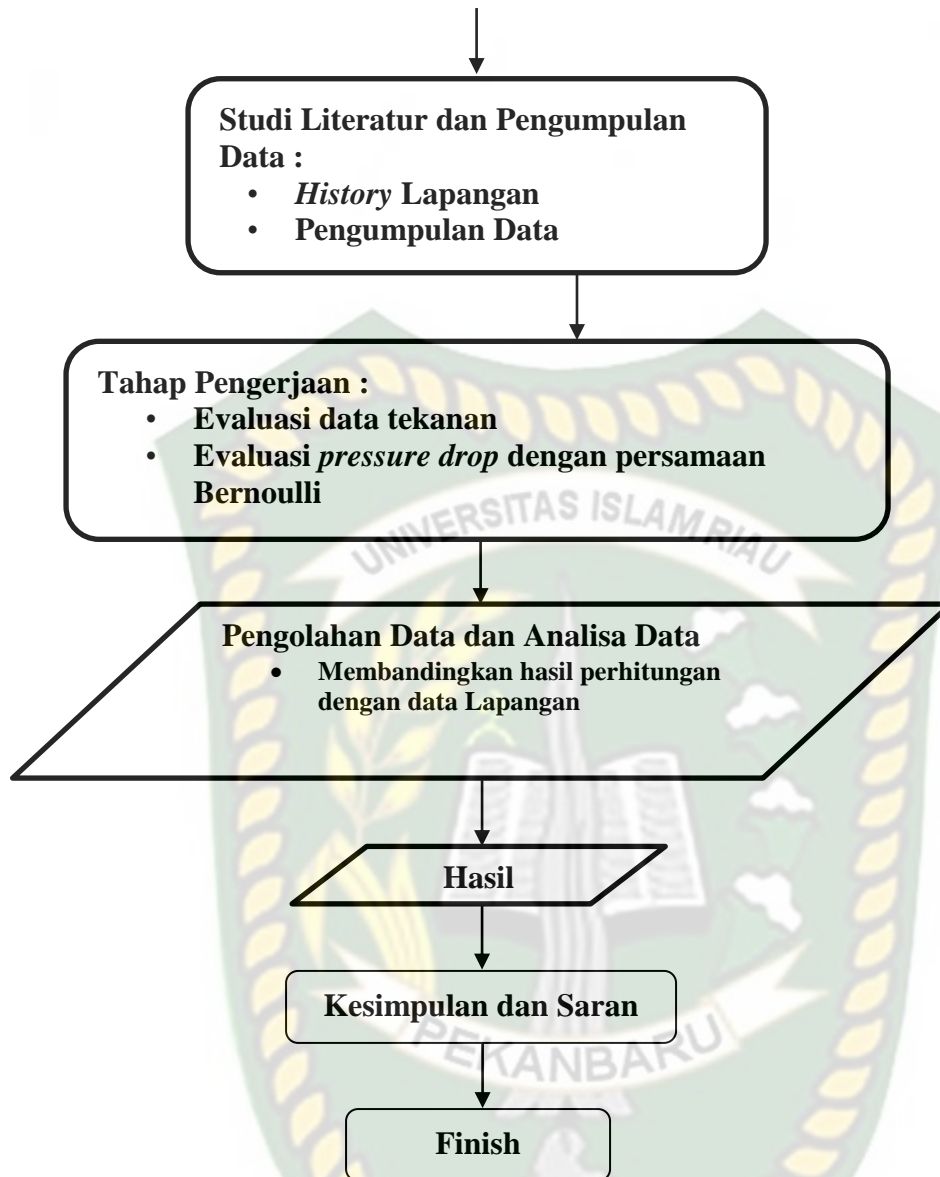 Studi Literatur dan Pengumpulan
Data :
• History Lapangan
• Pengumpulan Data
Tahap Pengerjaan :
• Evaluasi data tekanan
• Evaluasi pressure drop dengan persamaan
Bernoulli
UNIVERSITAS ISLAM RIAU
Pengolahan Data dan Analisa Data
• Membandingkan hasil perhitungan
dengan data Lapangan
Hasil
Kesimpulan dan Saran
PEKANBARU
Finish